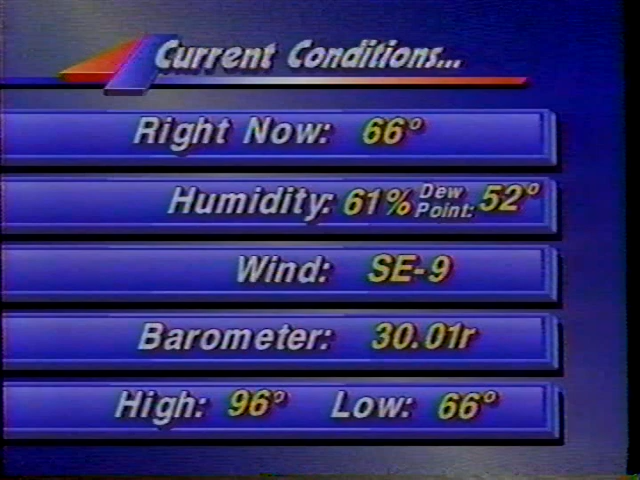 Current Conditions...
Right Now: 66°
Humidity: 61% Dew Point: 52°
Wind: SE-9
Barometer: 30.01r
High: 96° Low: 66°